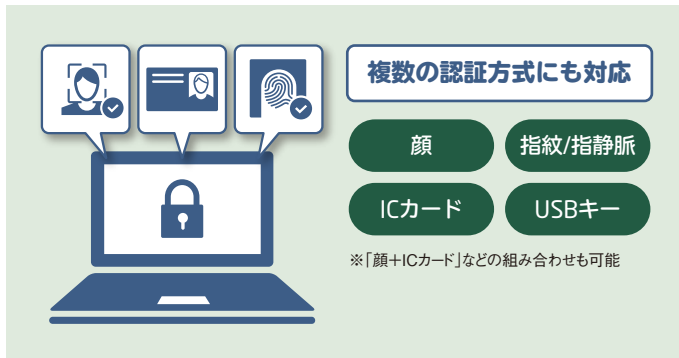 複数の認証方式にも対応
顔
指紋/指静脈
ICカード
USBキー
※「顔＋ICカード」などの組み合わせも可能